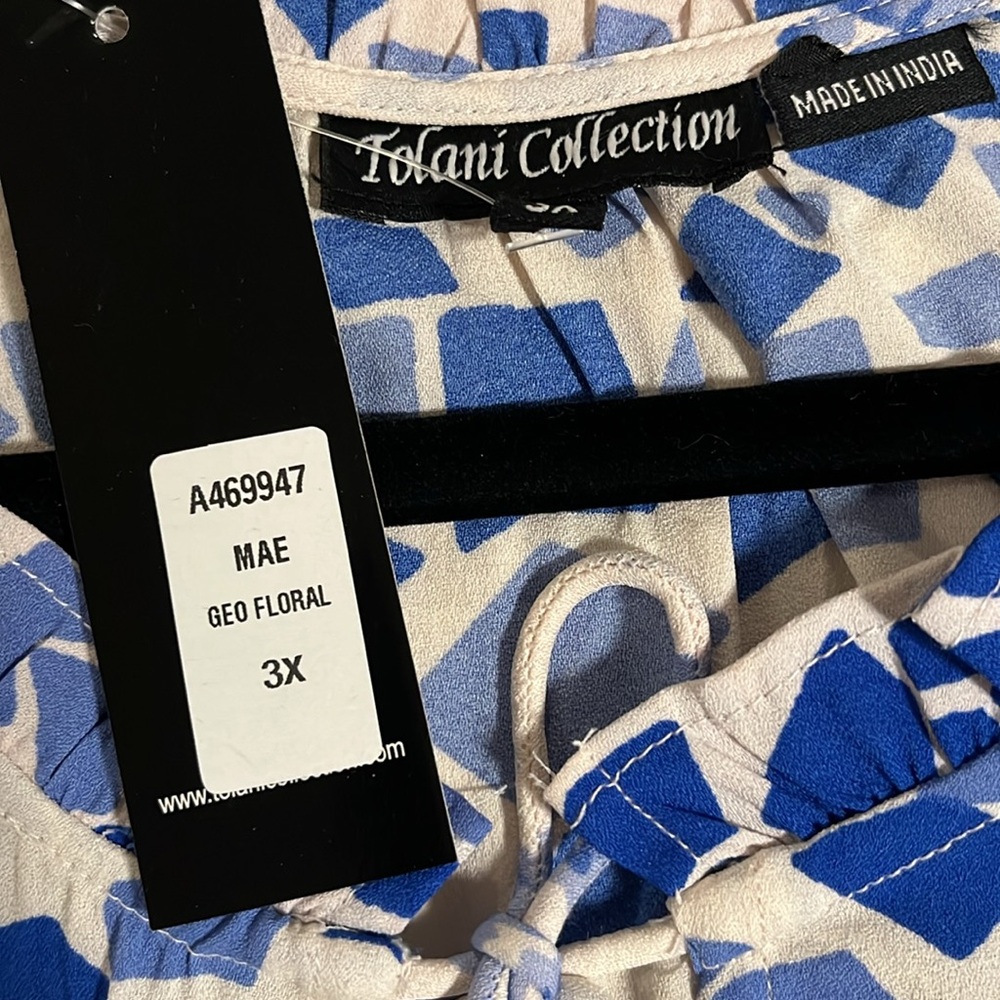 Tolani Collection
MADE IN INDIA
A469947
MAE
GEO FLORAL
3X